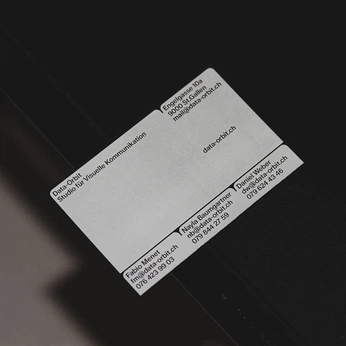 Data-Orbit
Studio für Visuelle Kommunikation
Engelgasse 10a
9000 St.Gallen
mail@data-orbit.ch
data-orbit.ch
Fabio Menet
fm@data-orbit.ch
076 423 99 03
Nayla Baumgartner
nb@data-orbit.ch
079 844 27 59
Daniel Weber
dw@data-orbit.ch
079 624 43 46